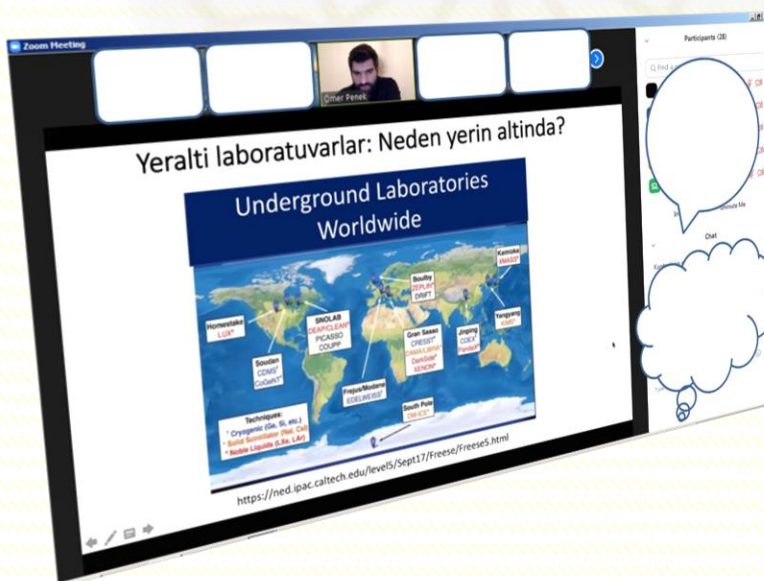 Zoom Meeting
Participants (28)
Ömer Penek
Chat
Yeralti laboratuvarlar: Neden yerin altinda?
Underground Laboratories
Worldwide
Homestake
LUX
Soudan
CDMS
CoGeNT
SNOLAB
DEAP/CLEAN
PICASSO
COUPP
Frejus/Modane
EDELWEISS
Boulby
ZEPLIN
DRIFT
Gran Sasso
CRESST
DAMA/LIBRA
DarkSide
XENON
South Pole
DM-ICE
Jinping
CDEX
PandaX
Kamioka
XMASS
Yangyang
KIMS
Techniques:
* Cryogenic (Ge, Si, etc.)
* Solid Scintillator (NaI, CsI)
* Noble Liquids (LXe, LAr)
https://ned.ipac.caltech.edu/level5/Sept17/Freese/Freese5.html